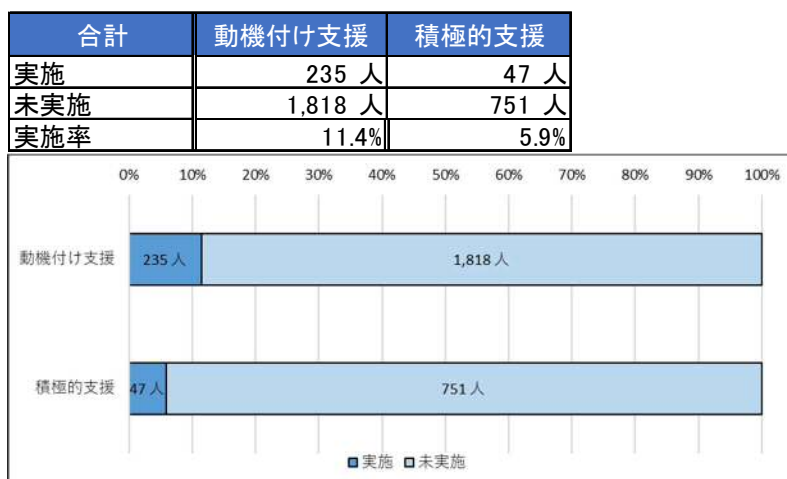 合計 動機付け支援 積極的支援
実施 235 人 47 人
未実施 1,818 人 751 人
実施率 11.4% 5.9%
0% 10% 20% 30% 40% 50% 60% 70% 80% 90% 100%
動機付け支援 235 人 1,818 人
積極的支援 47 人 751 人
実施 未実施